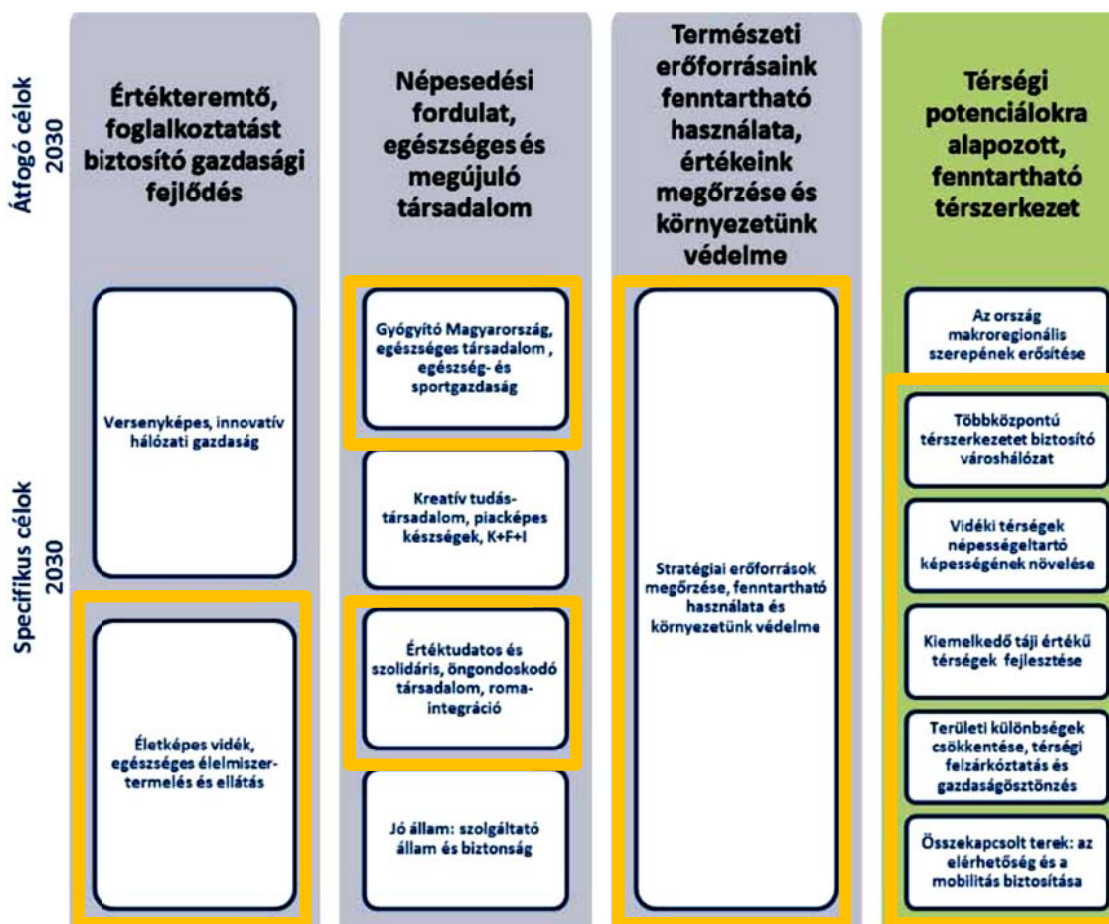 Átfogó célok
2030
Értékteremtő,
foglalkoztatást
biztosító gazdasági
fejlődés
Népesedési
fordulat,
egészséges és
megújuló
társadalom
Természeti
erőforrásaink
fenntartható
használata,
értékeink
megőrzése és
környezetünk
védelme
Térségi
potenciálokra
alapozott,
fenntartható
térszerkezet
Specifikus célok
2030
Versenyképes, innovatív
hálózati gazdaság
Életképes vidék,
egészséges élelmiszer-
termelés és ellátás
Gyógyító Magyarország,
egészséges társadalom ,
egészség- és
sportgazdaság
Kreatív tudás-
társadalom, piacképes
készségek, K+F+I
Értéktudatos és
szolidáris, öngondoskodó
társadalom, roma-
integráció
Jó állam: szolgáltató
állam és biztonság
Stratégiai erőforrások
megőrzése, fenntartható
használata és
környezetünk védelme
Az ország
makroregionális
szerepének erősítése
Többközpontú
térszerkezetet biztosító
városhálózat
Vidéki térségek
népességeltartó
képességének növelése
Kiemelkedő táji értékű
térségek fejlesztése
Területi különbségek
csökkentése, térségi
felzárkóztatás és
gazdaságösztönzés
Összekapcsolt terek: az
elérhetőség és a
mobilitás biztosítása